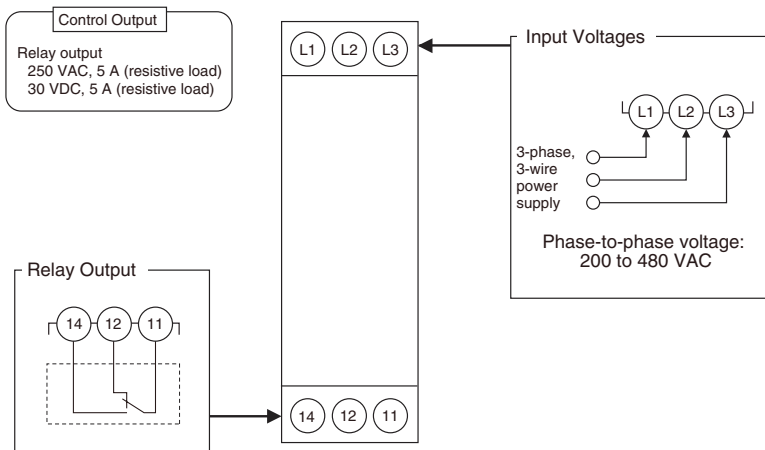 Control Output
Relay output
250 VAC, 5 A (resistive load)
30 VDC, 5 A (resistive load)
L1 L2 L3
Input Voltages
L1 L2 L3
3-phase,
3-wire
power
supply
Phase-to-phase voltage:
200 to 480 VAC
Relay Output
14 12 11
14 12 11